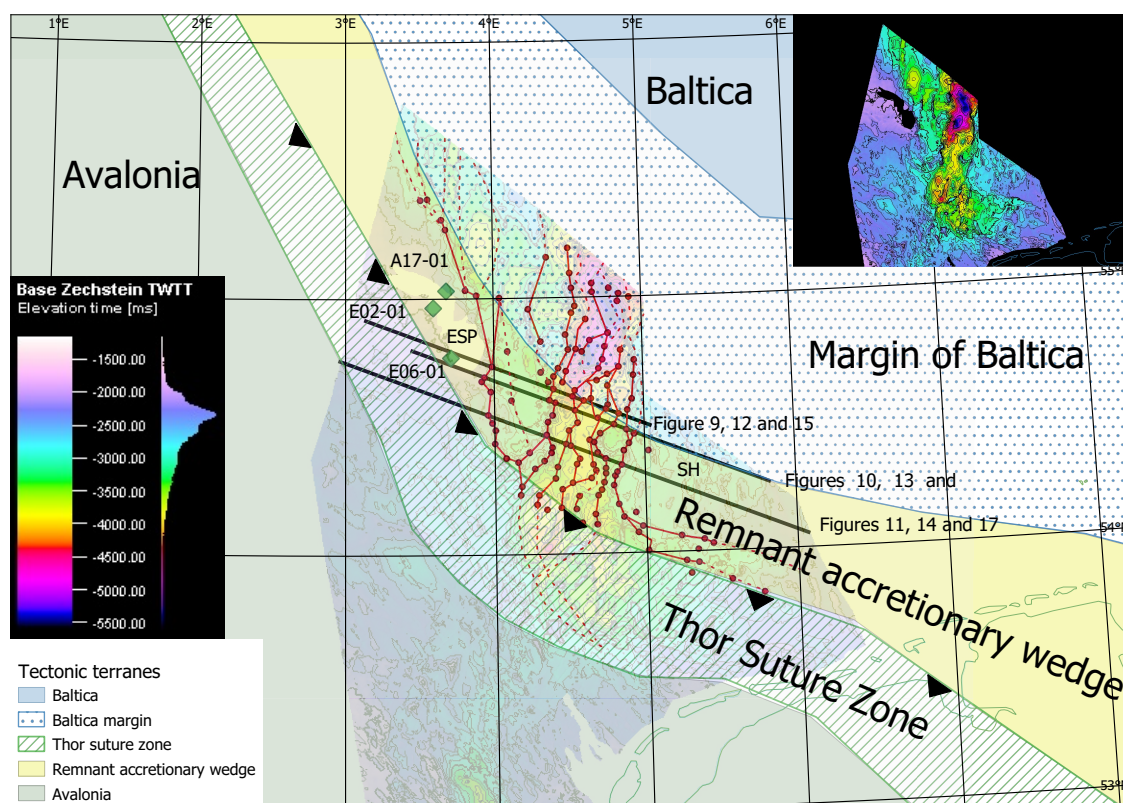 1°E 2°E 3°E 4°E 5°E 6°E
Baltica
Avalonia
A17-01
55°
Base Zechstein TWTT
Elevation time [ms]
E02-01
ESP
-1500.00
-2000.00
-2500.00
-3000.00
-3500.00
-4000.00
-4500.00
-5000.00
-5500.00
Margin of Baltica
E06-01
Figure 9, 12 and 15
SH
Figures 10, 13 and
Figures 11, 14 and 17
54°
Remnant accretionary wedge
Thor Suture Zone
Tectonic terranes
Baltica
Baltica margin
Thor suture zone
Remnant accretionary wedge
Avalonia
53°